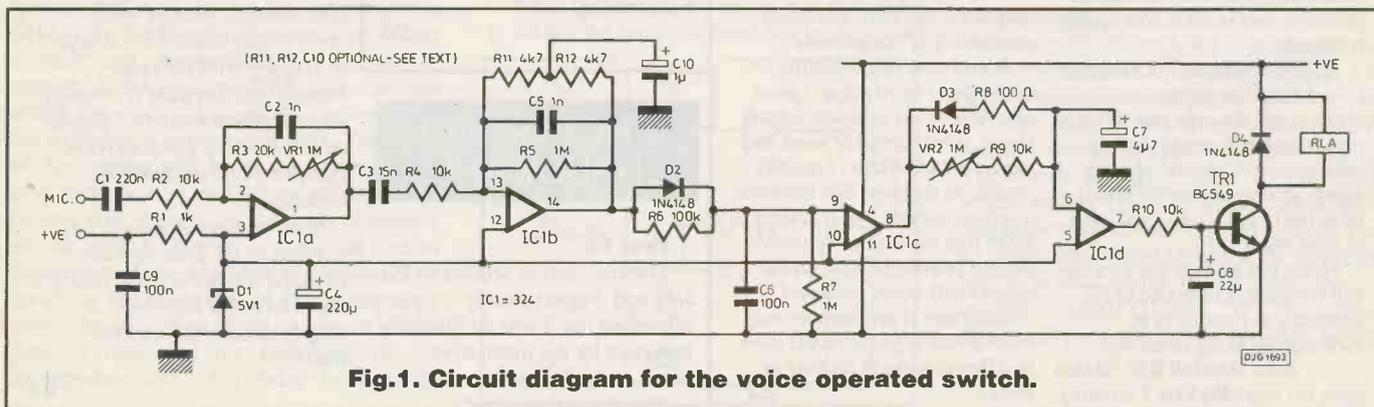 (R11, R12, C10 OPTIONAL-SEE TEXT)
R11 4k7
R12 4k7
C10
1µ
+VE
C2 1n
C5 1n
D3
1N4148
R8 100 Ω
D4
1N4148
RLA
R3 20k VR1 1M
R5 1M
VR2 1M R9 10k
C7
4µ7
TR1
BC549
C1 220n R2 10k
C3 15n R4 10k
D2
1N4148
R6 100k
MIC.
2
1
13
14
9
4
8
6
7
R10 10k
R1 1k
3
IC1a
12
IC1b
10
11
IC1c
5
IC1d
+VE
C9
100n
D1
5V1
C4
220µ
IC1 = 324
C6
100n
R7
1M
C8
22µ
DJG 1693
Fig.1. Circuit diagram for the voice operated switch.